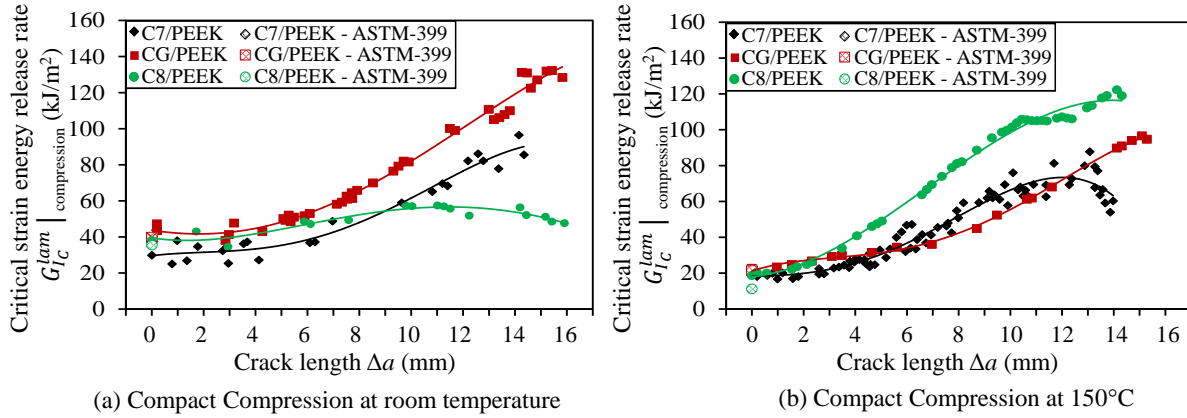 Critical strain energy release rate
G_{Ic}^{lam} |compression (kJ/m²)
160
140
120
100
80
60
40
20
0
C7/PEEK
C7/PEEK - ASTM-399
CG/PEEK
CG/PEEK - ASTM-399
C8/PEEK
C8/PEEK - ASTM-399
0 2 4 6 8 10 12 14 16
Crack length Δa (mm)
(a) Compact Compression at room temperature
Critical strain energy release rate
G_{Ic}^{lam} |compression (kJ/m²)
160
140
120
100
80
60
40
20
0
C7/PEEK
C7/PEEK - ASTM-399
CG/PEEK
CG/PEEK - ASTM-399
C8/PEEK
C8/PEEK - ASTM-399
0 2 4 6 8 10 12 14 16
Crack length Δa (mm)
(b) Compact Compression at 150°C